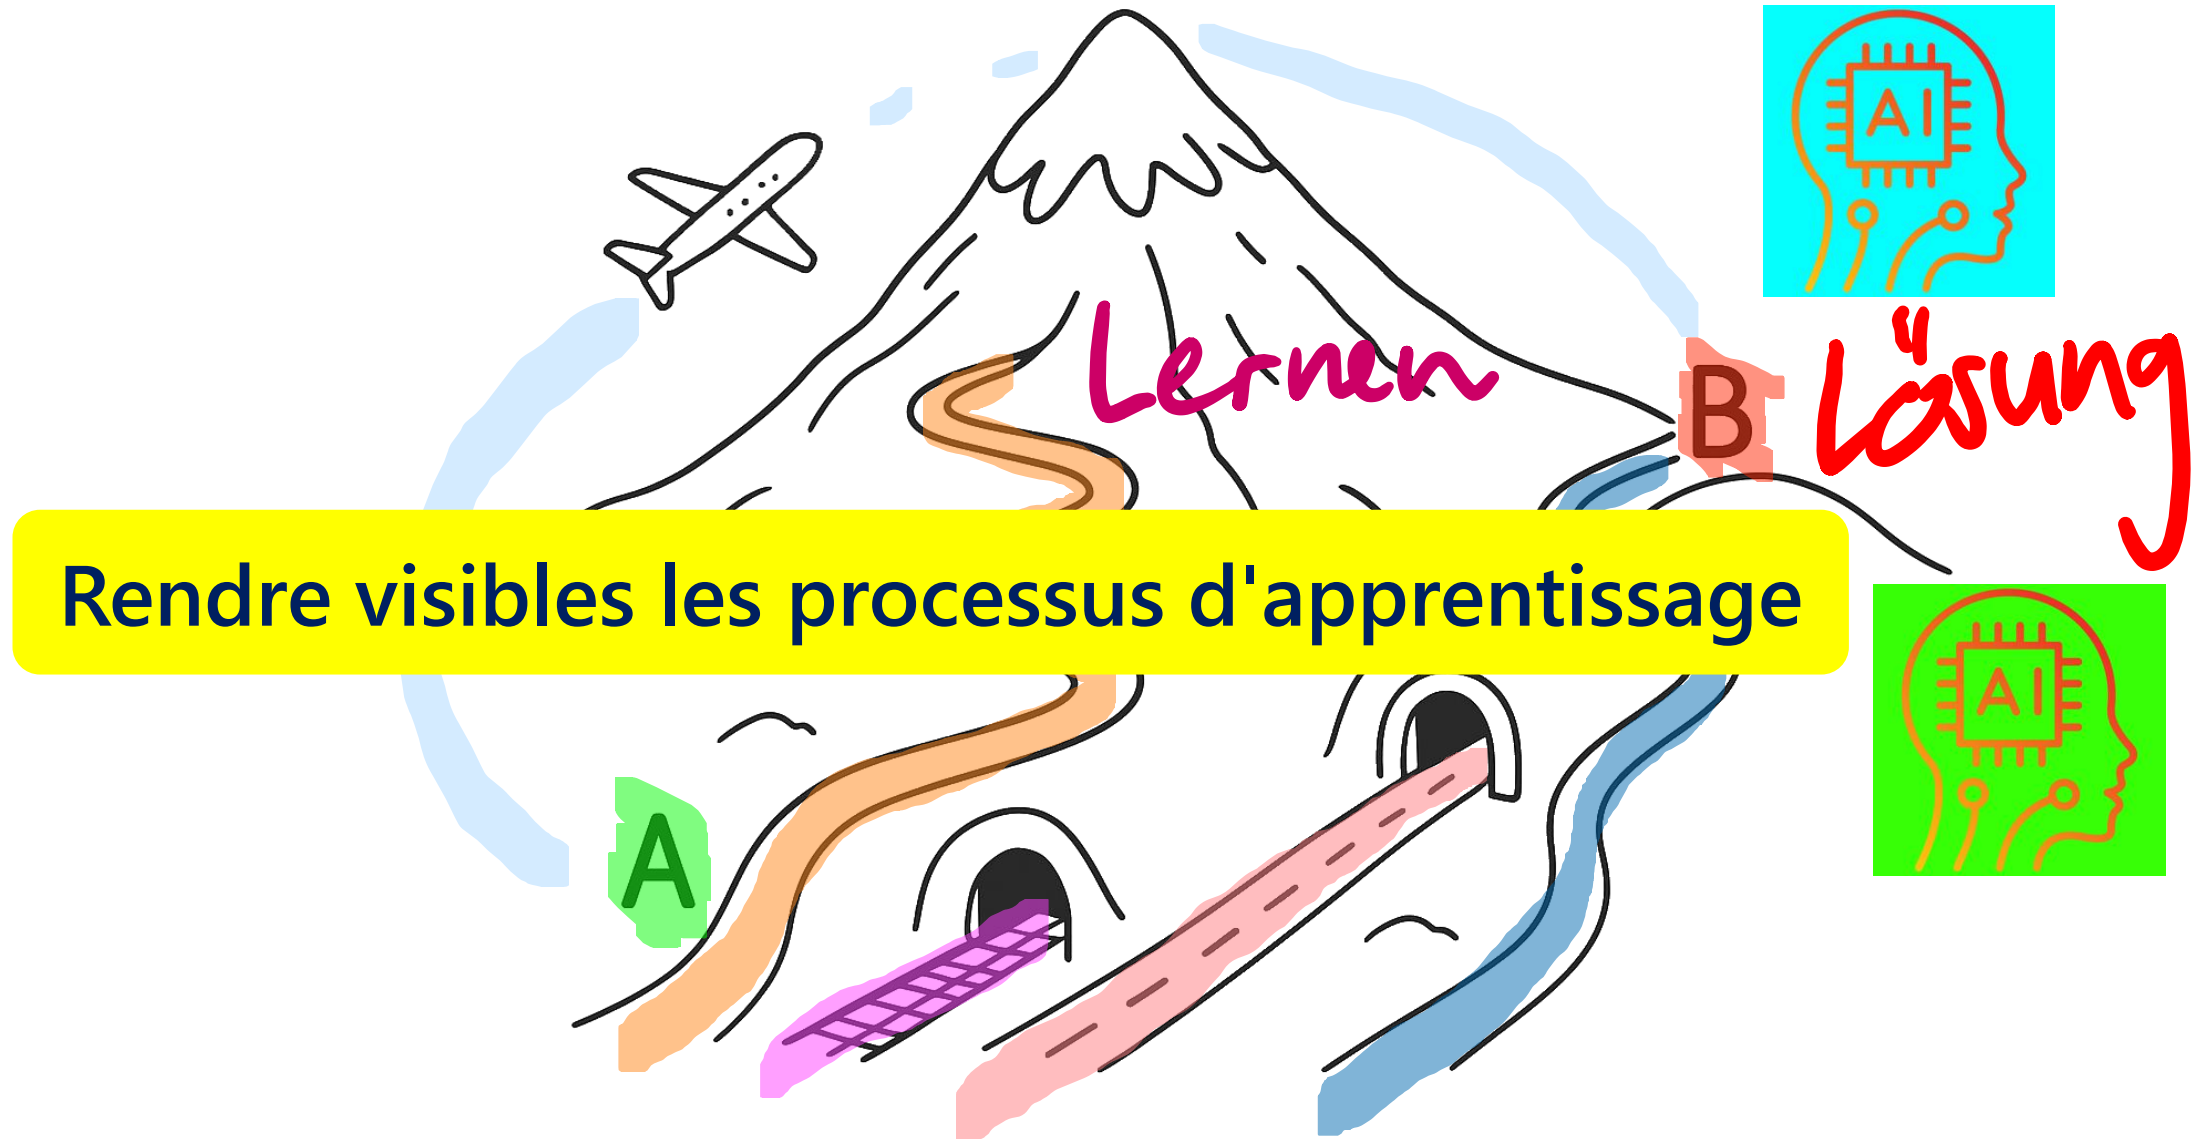 AI
Lernen
B Lösung
Rendre visibles les processus d'apprentissage
AI
A